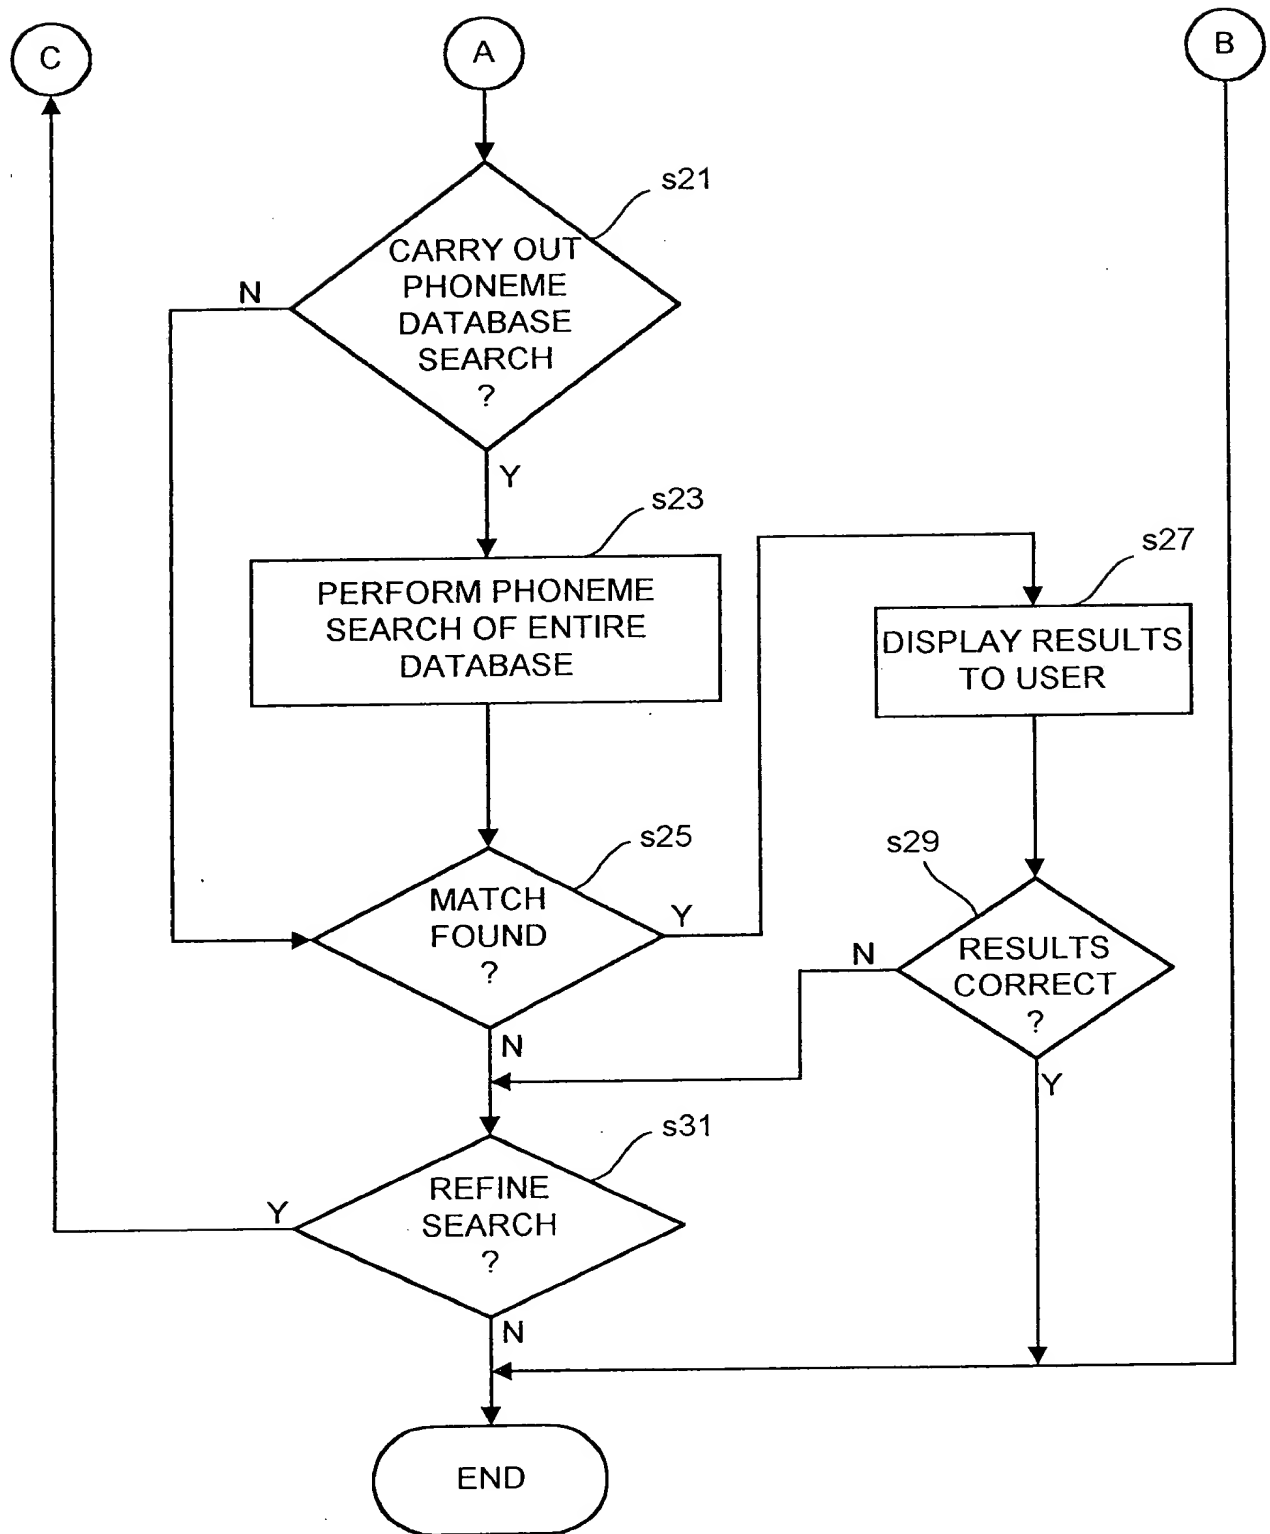 C
A
B
s21
CARRY OUT
PHONEME
DATABASE
SEARCH
?
N
Y
s23
PERFORM PHONEME
SEARCH OF ENTIRE
DATABASE
s27
DISPLAY RESULTS
TO USER
s25
MATCH
FOUND
?
Y
N
s29
RESULTS
CORRECT
?
N
Y
s31
REFINE
SEARCH
?
Y
N
END